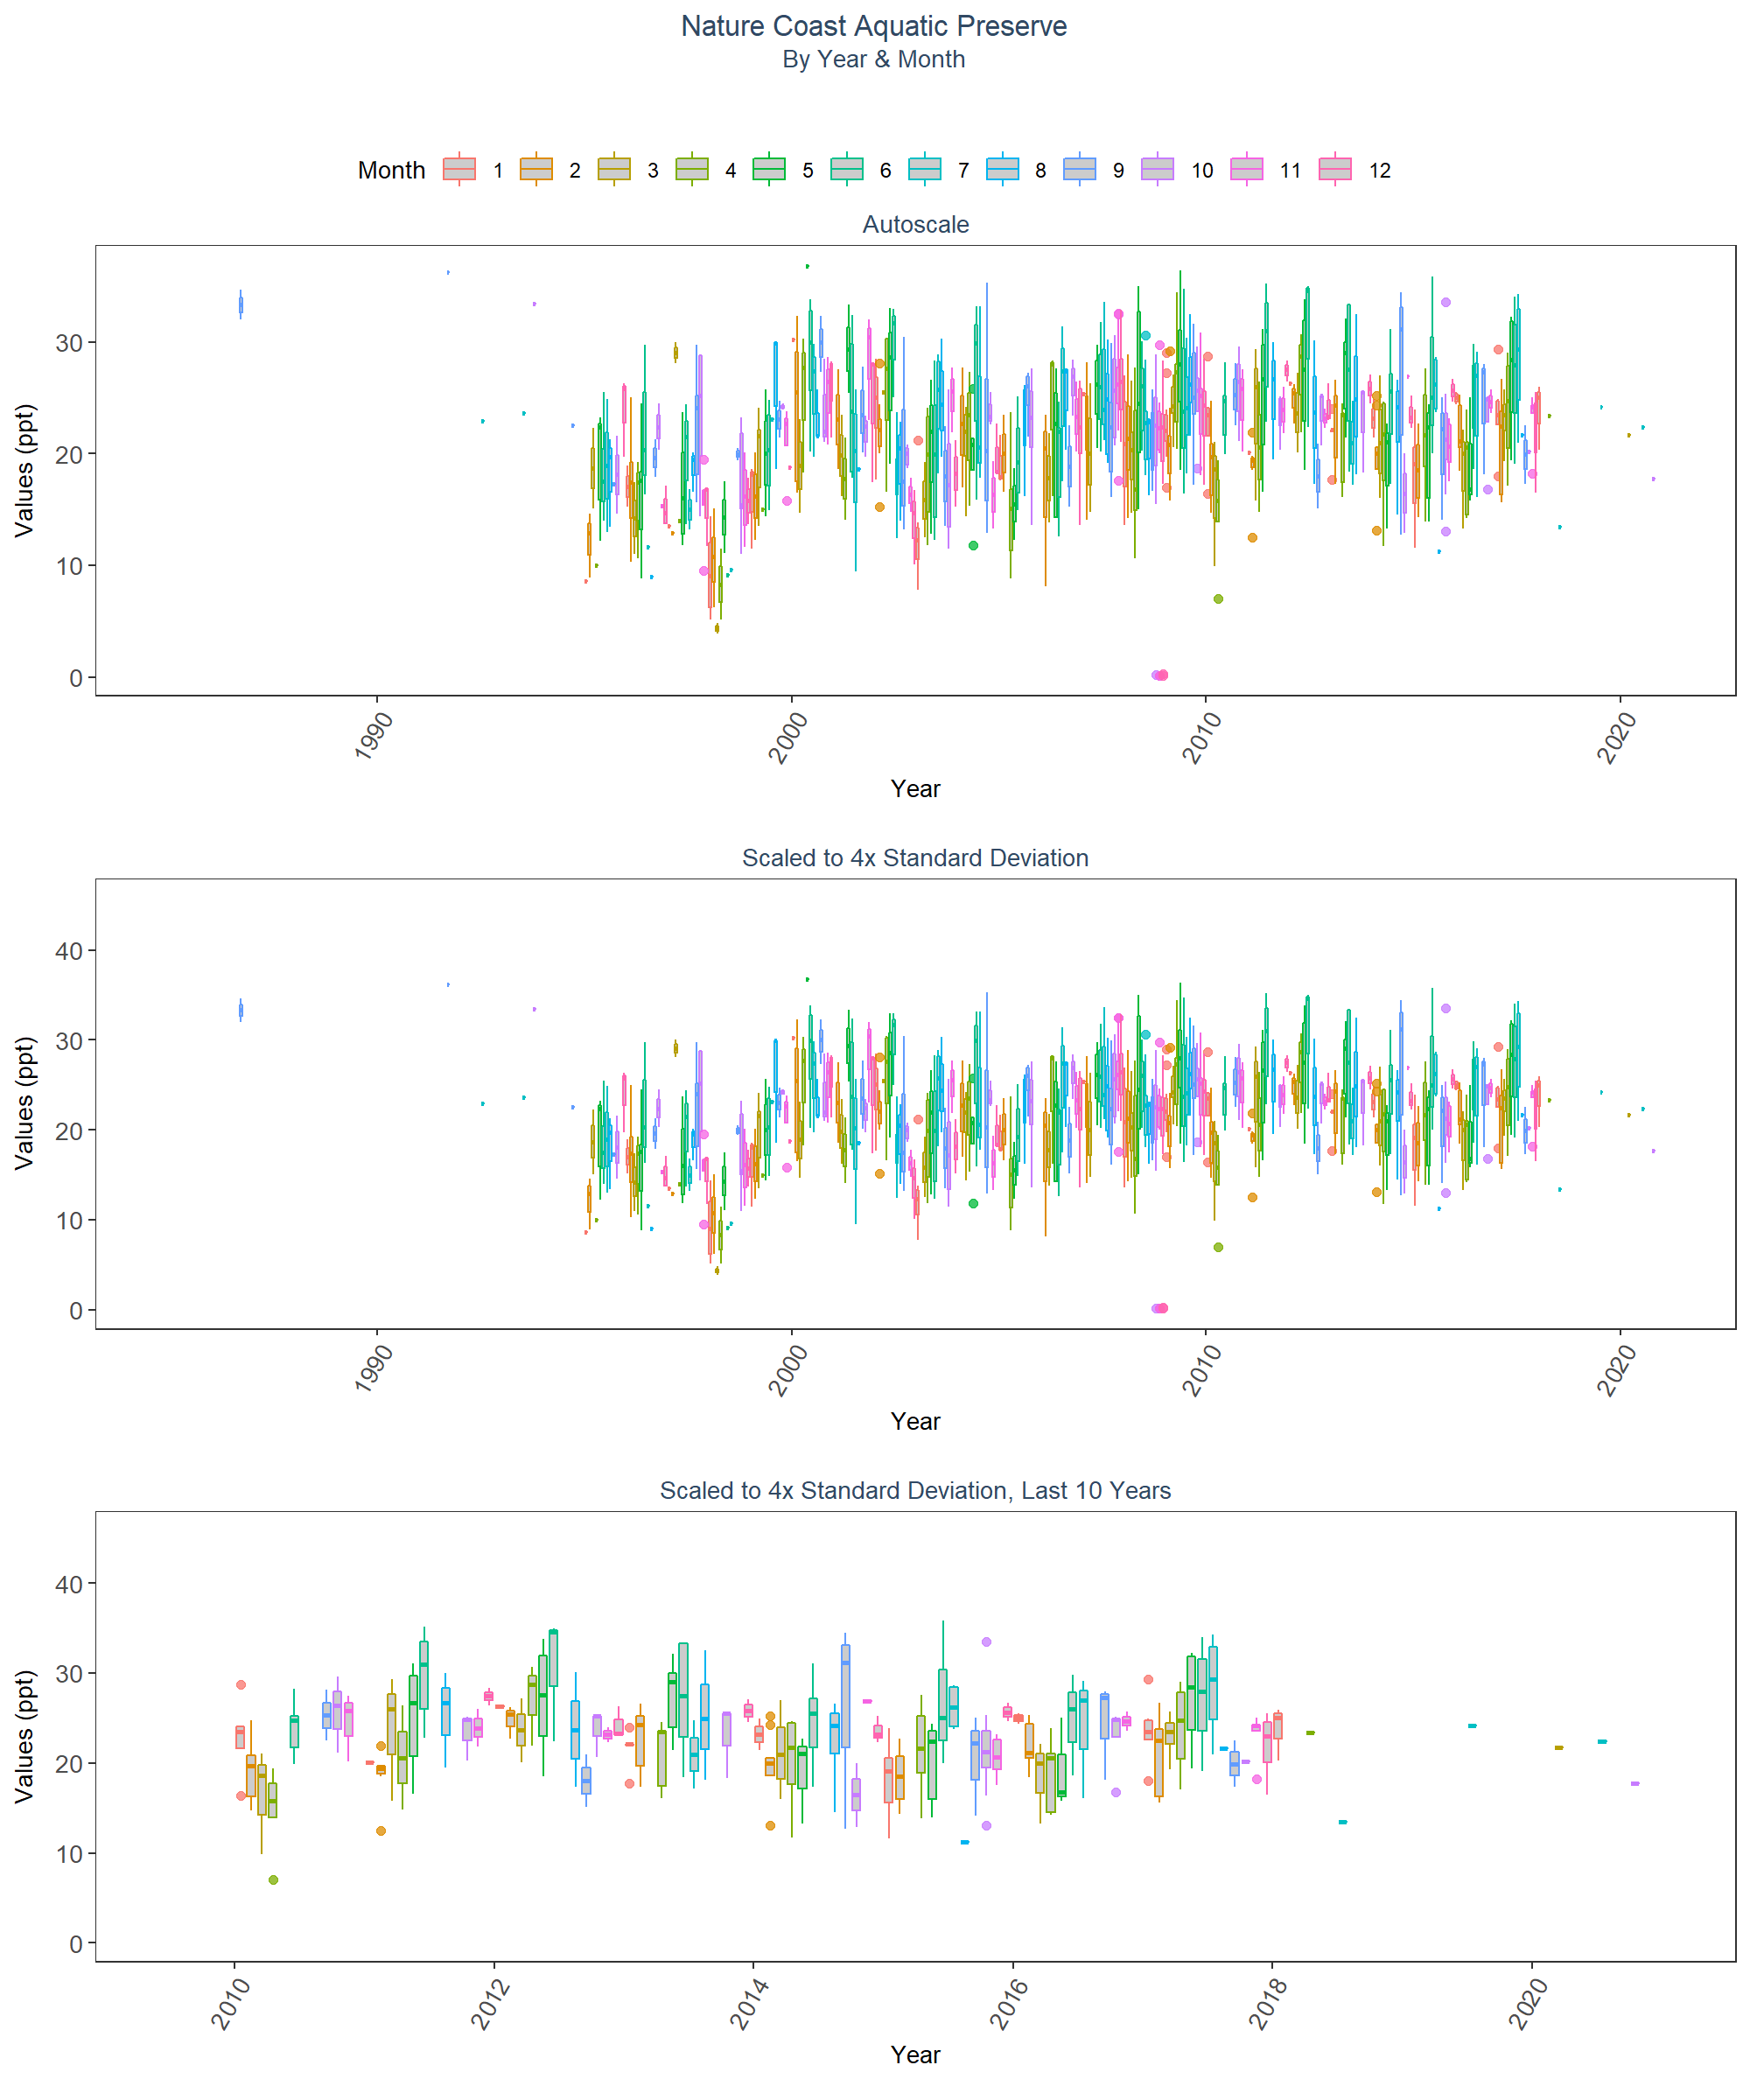 Nature Coast Aquatic Preserve
By Year & Month
Month 1 2 3 4 5 6 7 8 9 10 11 12
Autoscale
Values (ppt)
30
20
10
0
1990 2000 2010 2020
Year
Scaled to 4x Standard Deviation
Values (ppt)
40
30
20
10
0
1990 2000 2010 2020
Year
Scaled to 4x Standard Deviation, Last 10 Years
Values (ppt)
40
30
20
10
0
2010 2012 2014 2016 2018 2020
Year